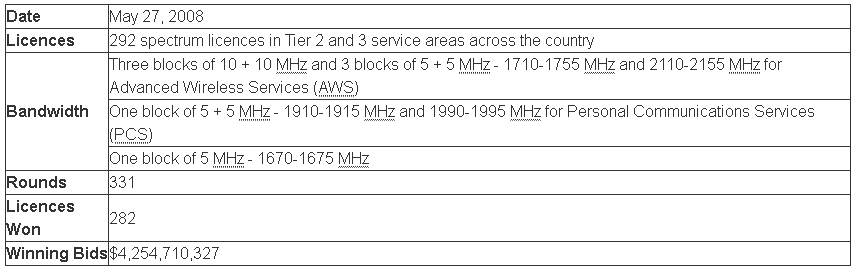 Date May 27, 2008
Licences 292 spectrum licences in Tier 2 and 3 service areas across the country
Bandwidth
Three blocks of 10 + 10 MHz and 3 blocks of 5 + 5 MHz - 1710-1755 MHz and 2110-2155 MHz for
Advanced Wireless Services (AWS)
One block of 5 + 5 MHz - 1910-1915 MHz and 1990-1995 MHz for Personal Communications Services
(PCS)
One block of 5 MHz - 1670-1675 MHz
Rounds 331
Licences
Won
282
Winning Bids $4,254,710,327